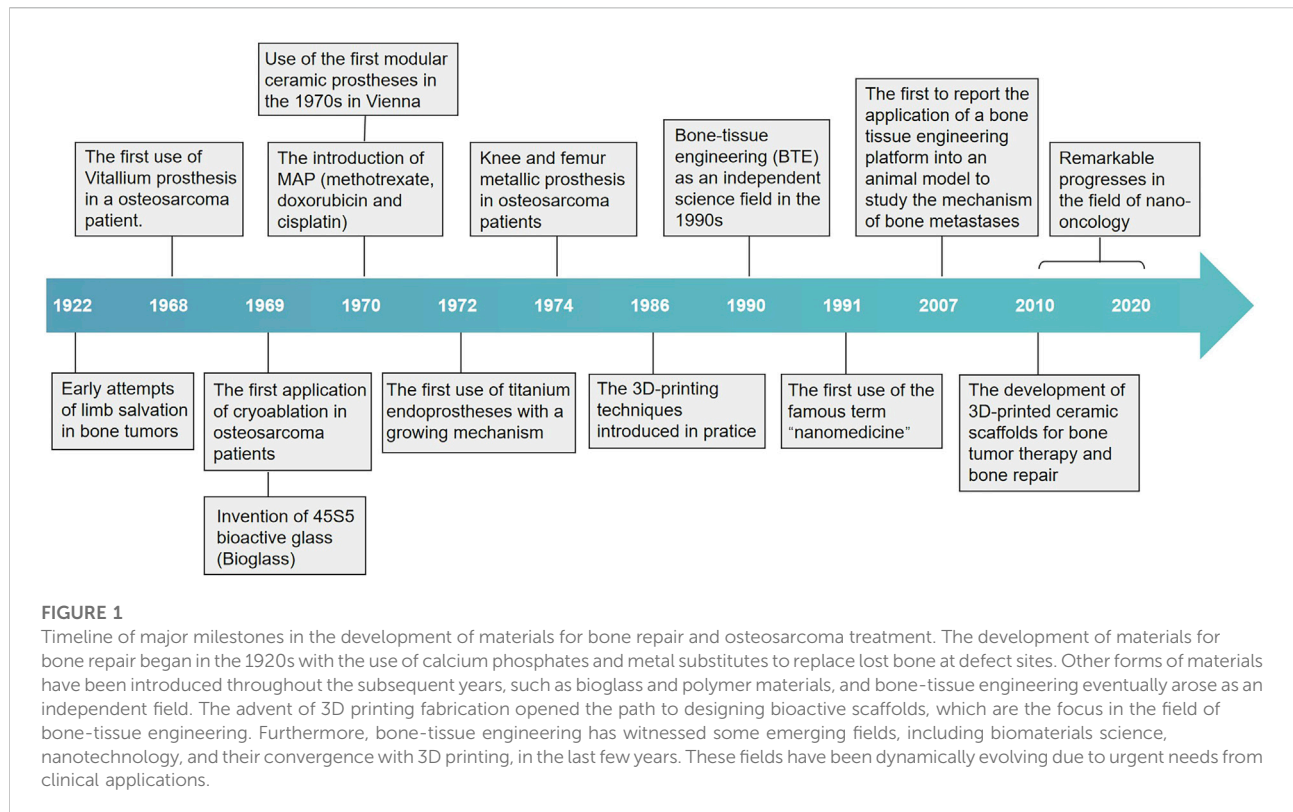 Use of the first modular
ceramic prostheses in
the 1970s in Vienna
The first use of
Vitallium prosthesis
in a osteosarcoma
patient.
The introduction of
MAP (methotrexate,
doxorubicin and
cisplatin)
Knee and femur
metallic prosthesis
in osteosarcoma
patients
Bone-tissue
engineering (BTE)
as an independent
science field in the
1990s
The first to report the
application of a bone
tissue engineering
platform into an
animal model to
study the mechanism
of bone metastases
Remarkable
progresses in
the field of nano-
oncology
1922 1968 1969 1970 1972 1974 1986 1990 1991 2007 2010 2020
Early attempts
of limb salvation
in bone tumors
The first application
of cryoablation in
osteosarcoma
patients
Invention of 45S5
bioactive glass
(Bioglass)
The first use of titanium
endoprostheses with a
growing mechanism
The 3D-printing
techniques
introduced in pratice
The first use of the
famous term
"nanomedicine"
The development of
3D-printed ceramic
scaffolds for bone
tumor therapy and
bone repair
FIGURE 1
Timeline of major milestones in the development of materials for bone repair and osteosarcoma treatment. The development of materials for
bone repair began in the 1920s with the use of calcium phosphates and metal substitutes to replace lost bone at defect sites. Other forms of materials
have been introduced throughout the subsequent years, such as bioglass and polymer materials, and bone-tissue engineering eventually arose as an
independent field. The advent of 3D printing fabrication opened the path to designing bioactive scaffolds, which are the focus in the field of
bone-tissue engineering. Furthermore, bone-tissue engineering has witnessed some emerging fields, including biomaterials science,
nanotechnology, and their convergence with 3D printing, in the last few years. These fields have been dynamically evolving due to urgent needs from
clinical applications.